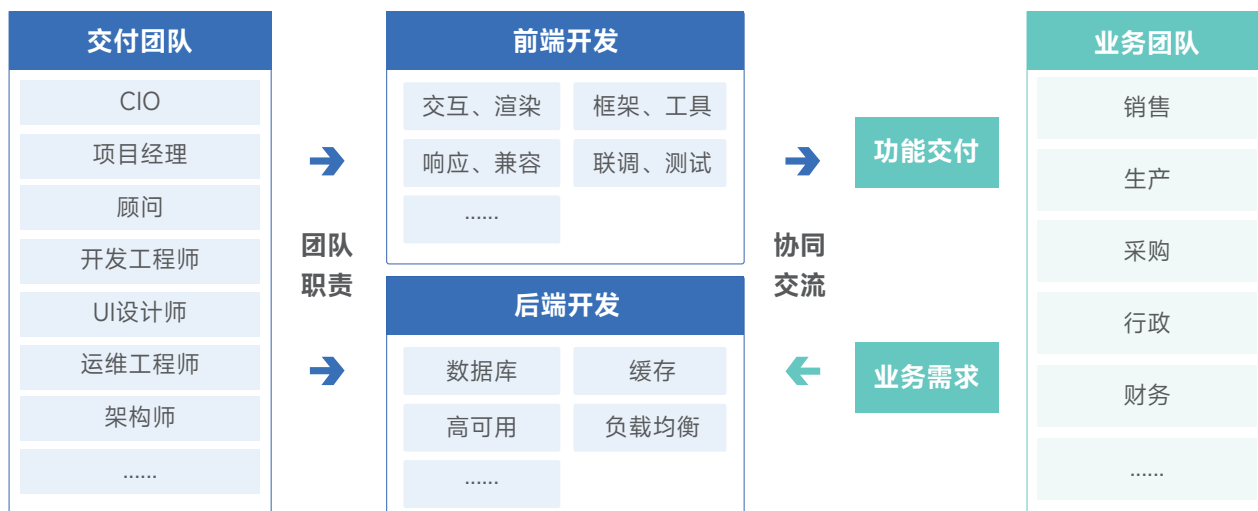 交付团队
CIO
项目经理
顾问
开发工程师
UI设计师
运维工程师
架构师
......
团队
职责
前端开发
交互、渲染
框架、工具
响应、兼容
联调、测试
......
后端开发
数据库
缓存
高可用
负载均衡
......
协同
交流
功能交付
业务需求
业务团队
销售
生产
采购
行政
财务
......